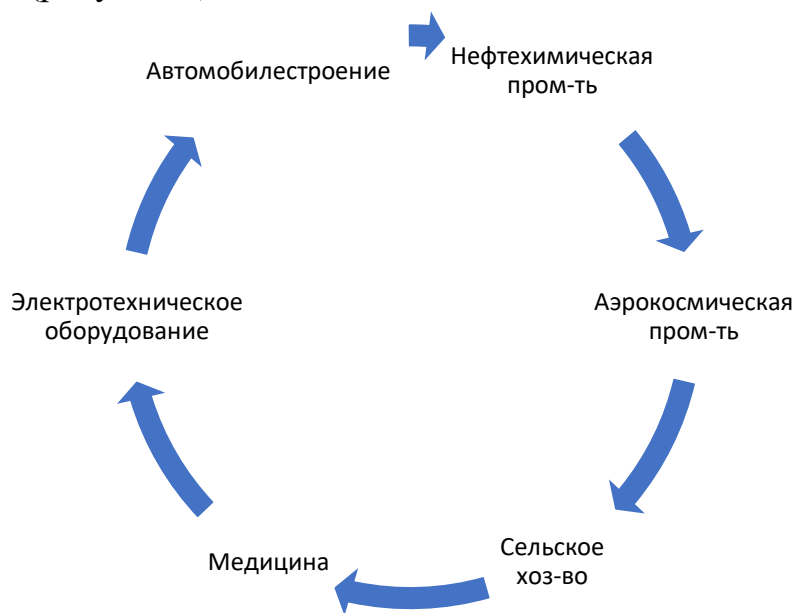 Автомобилестроение
Нефтехимическая
пром-ть
Аэрокосмическая
пром-ть
Сельское
хоз-во
Медицина
Электротехническое
оборудование